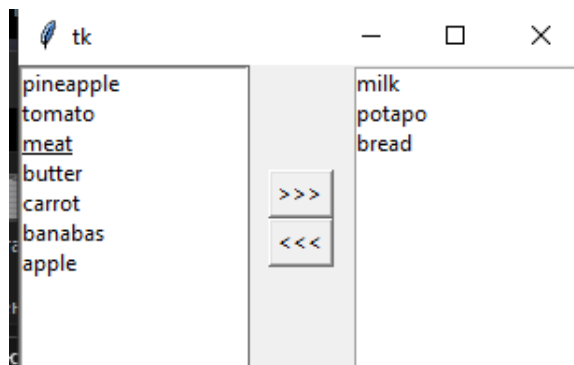 tk
pineapple
tomato
meat
butter
carrot
banabas
apple
>>>
<<<
milk
potapo
bread